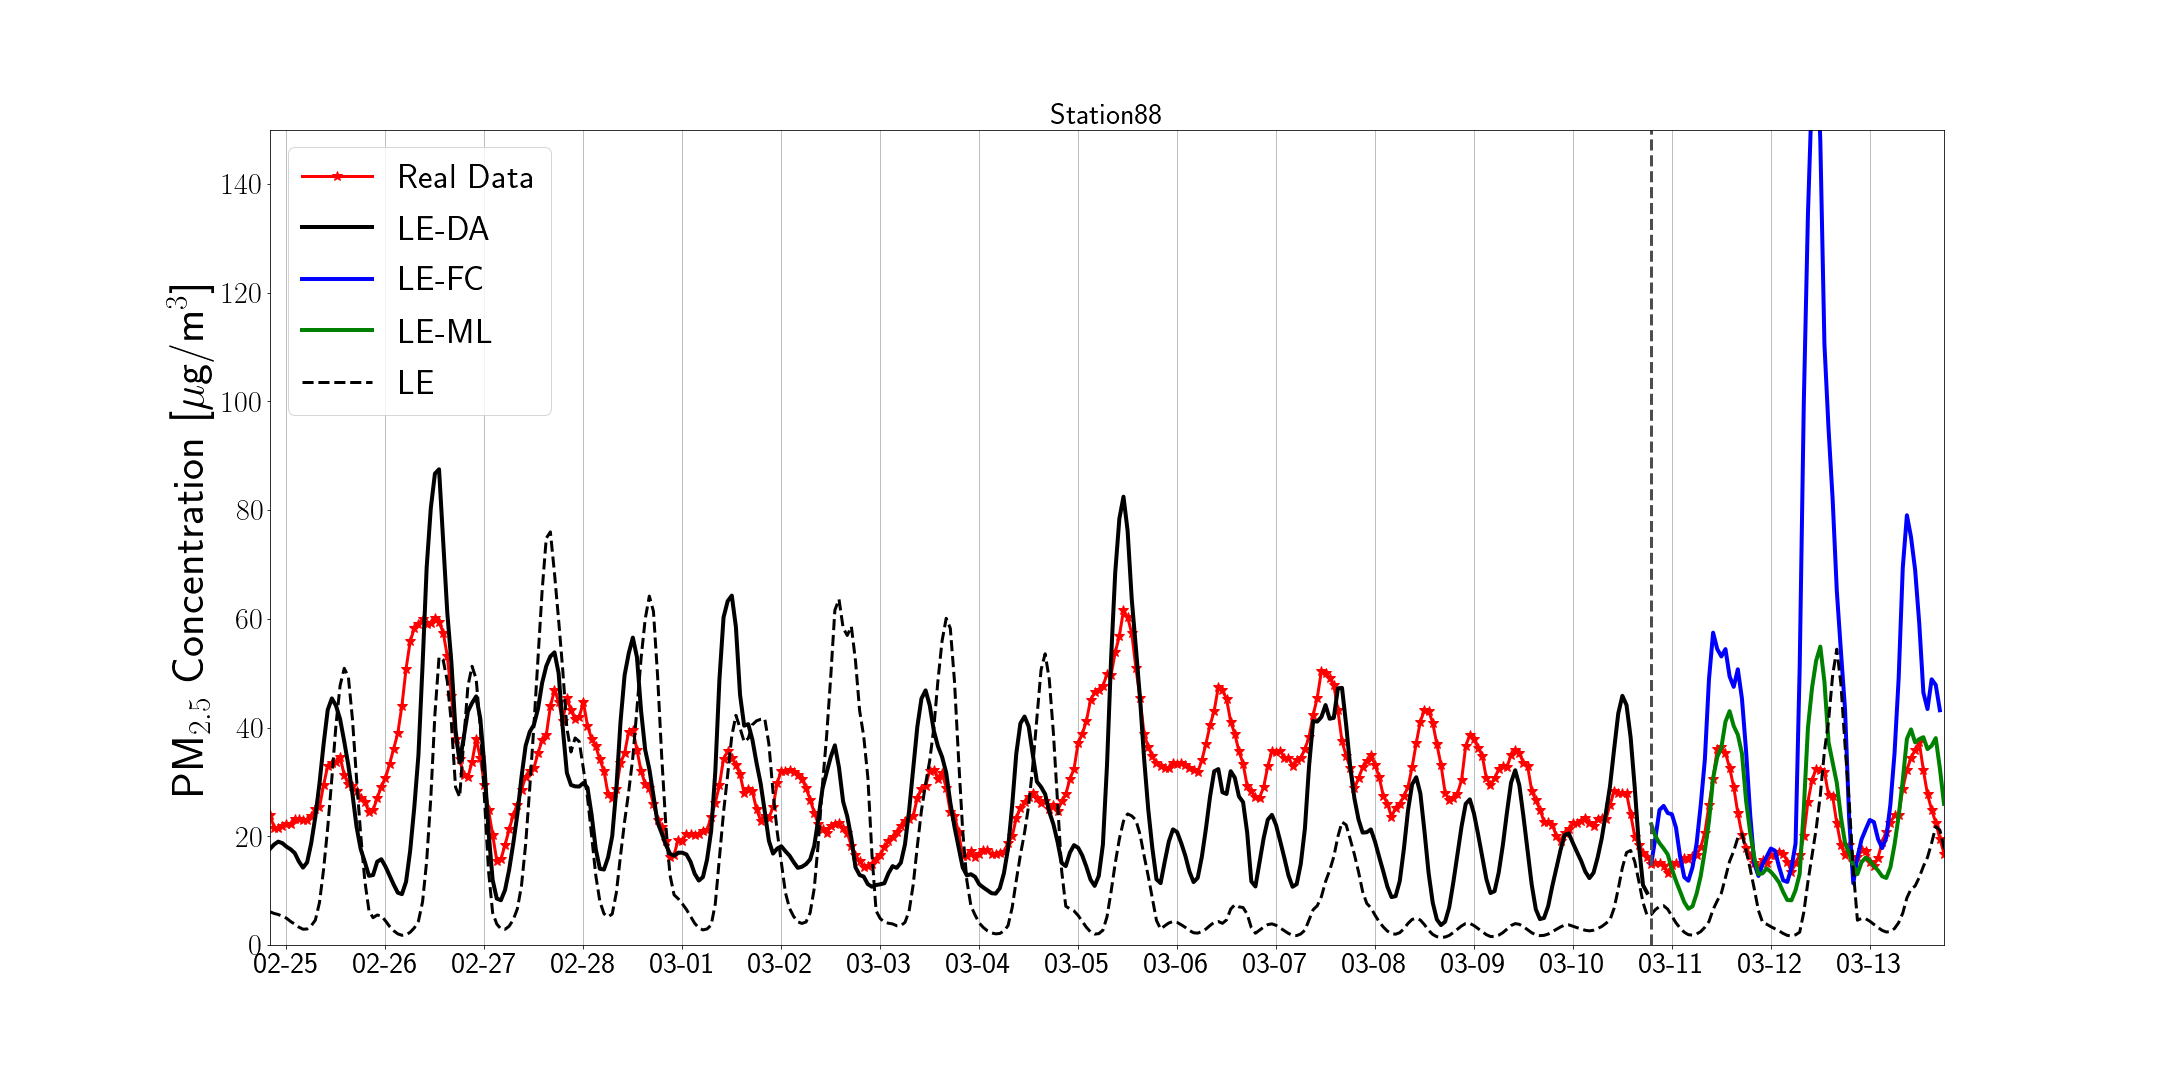 Station88
PM2.5 Concentration [μg/m³]
140
120
100
80
60
40
20
0
Real Data
LE-DA
LE-FC
LE-ML
LE
02-25 02-26 02-27 02-28 03-01 03-02 03-03 03-04 03-05 03-06 03-07 03-08 03-09 03-10 03-11 03-12 03-13